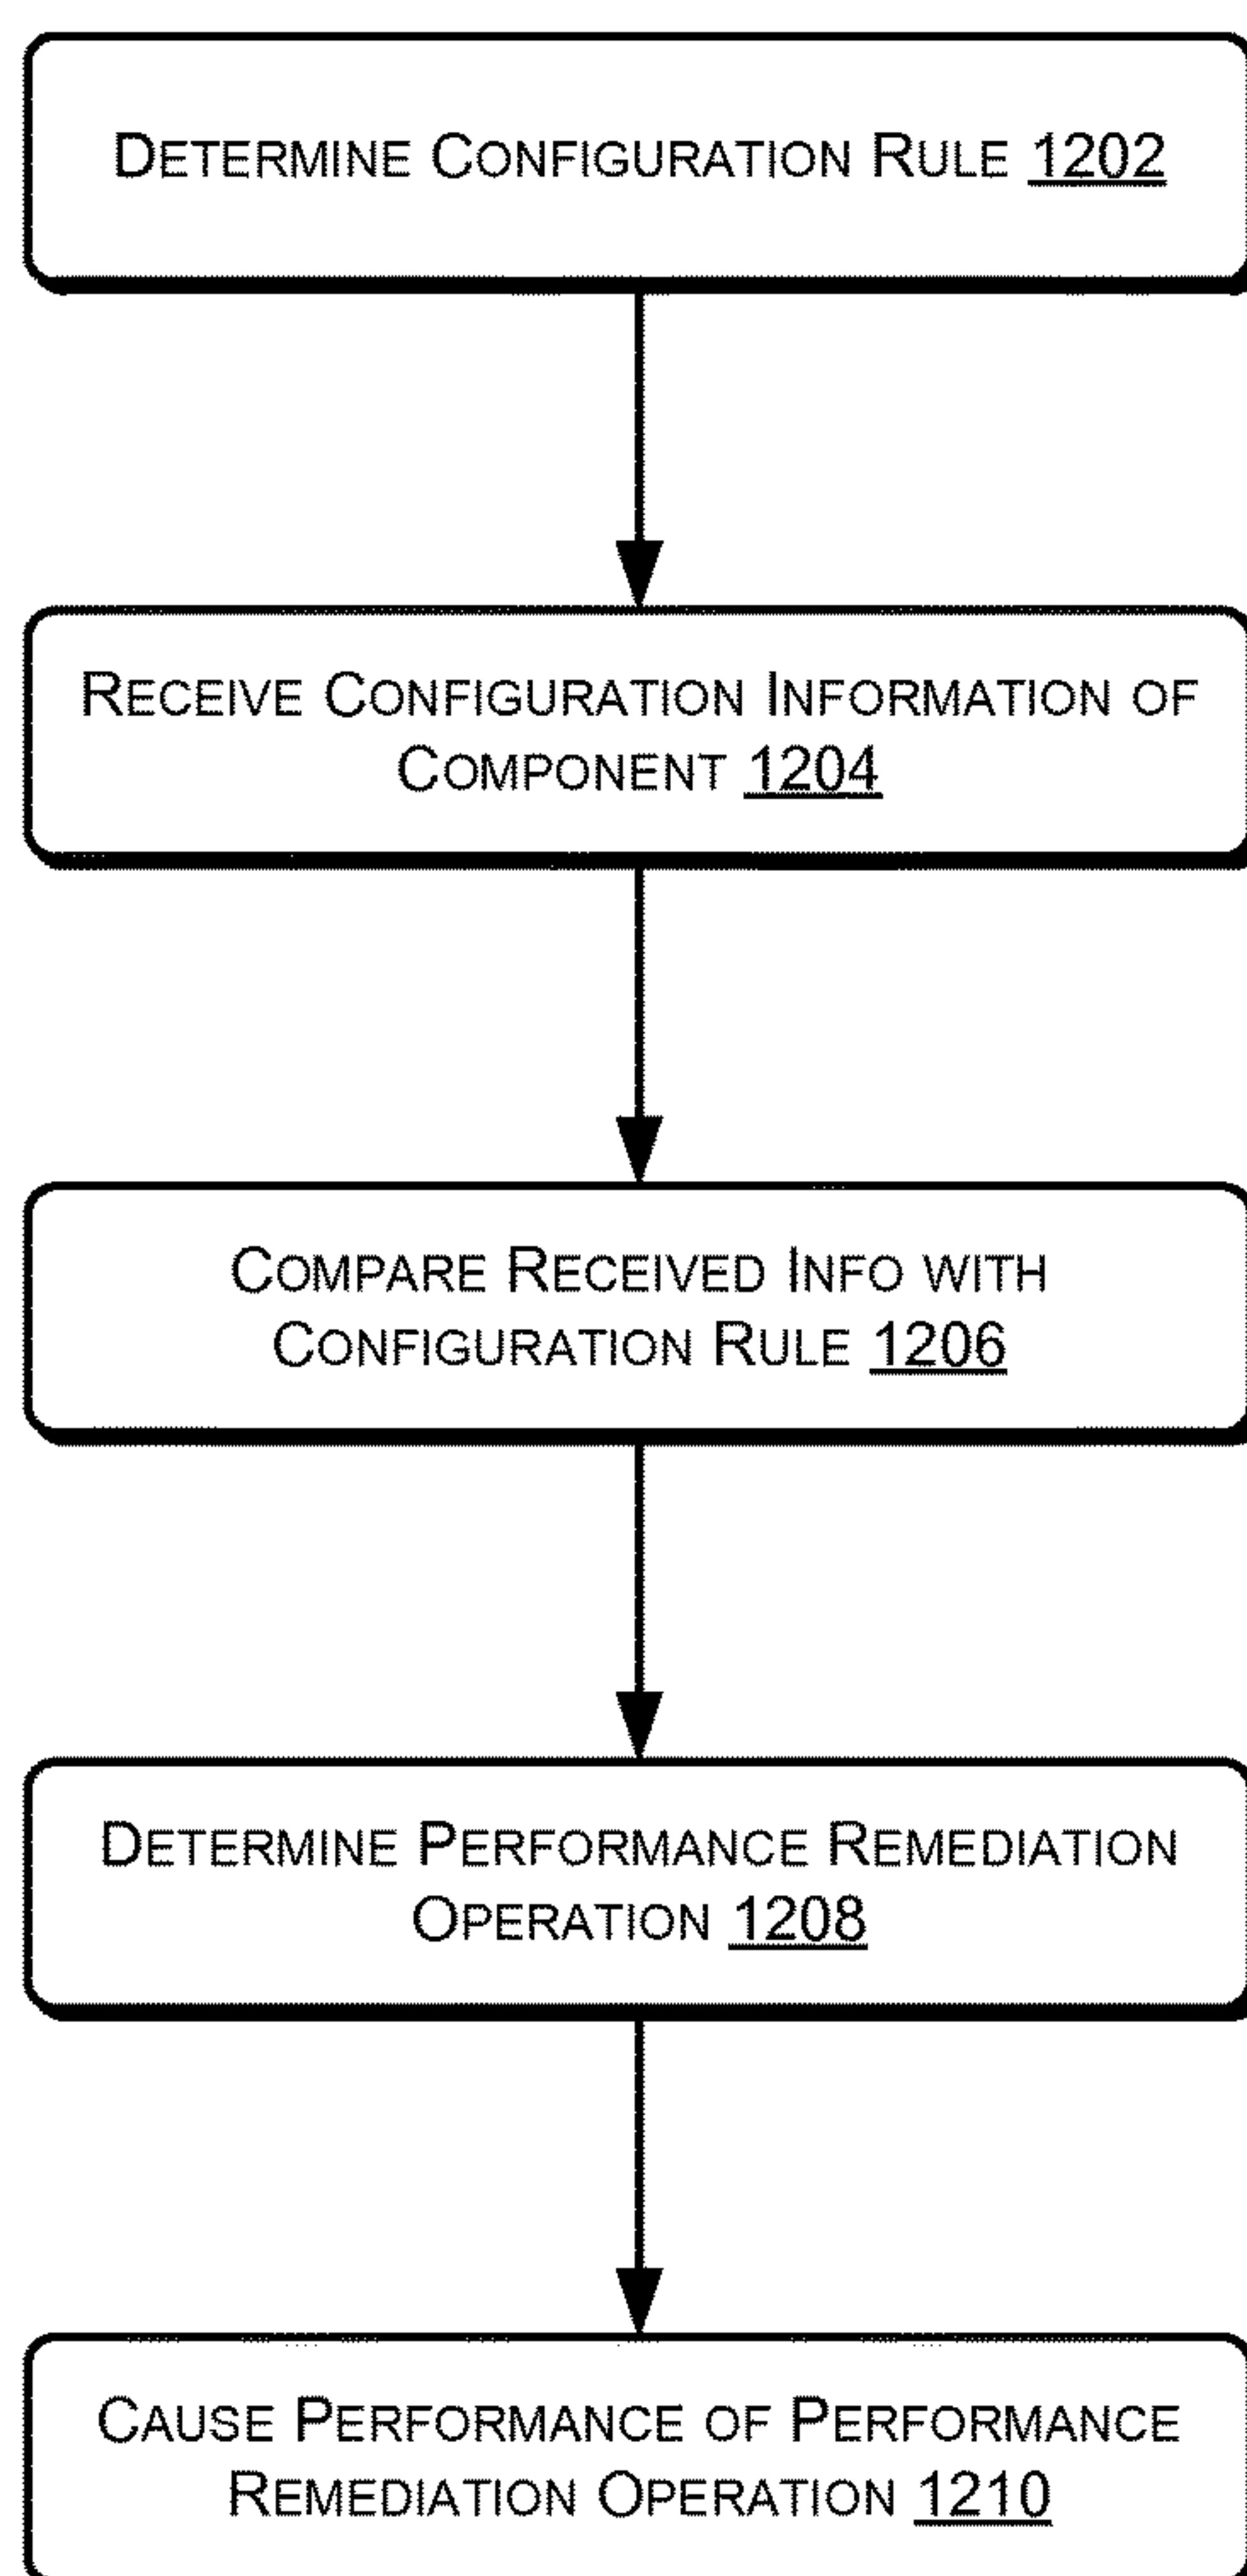 DETERMINE CONFIGURATION RULE 1202
RECEIVE CONFIGURATION INFORMATION OF
COMPONENT 1204
COMPARE RECEIVED INFO WITH
CONFIGURATION RULE 1206
DETERMINE PERFORMANCE REMEDIATION
OPERATION 1208
CAUSE PERFORMANCE OF PERFORMANCE
REMEDIATION OPERATION 1210